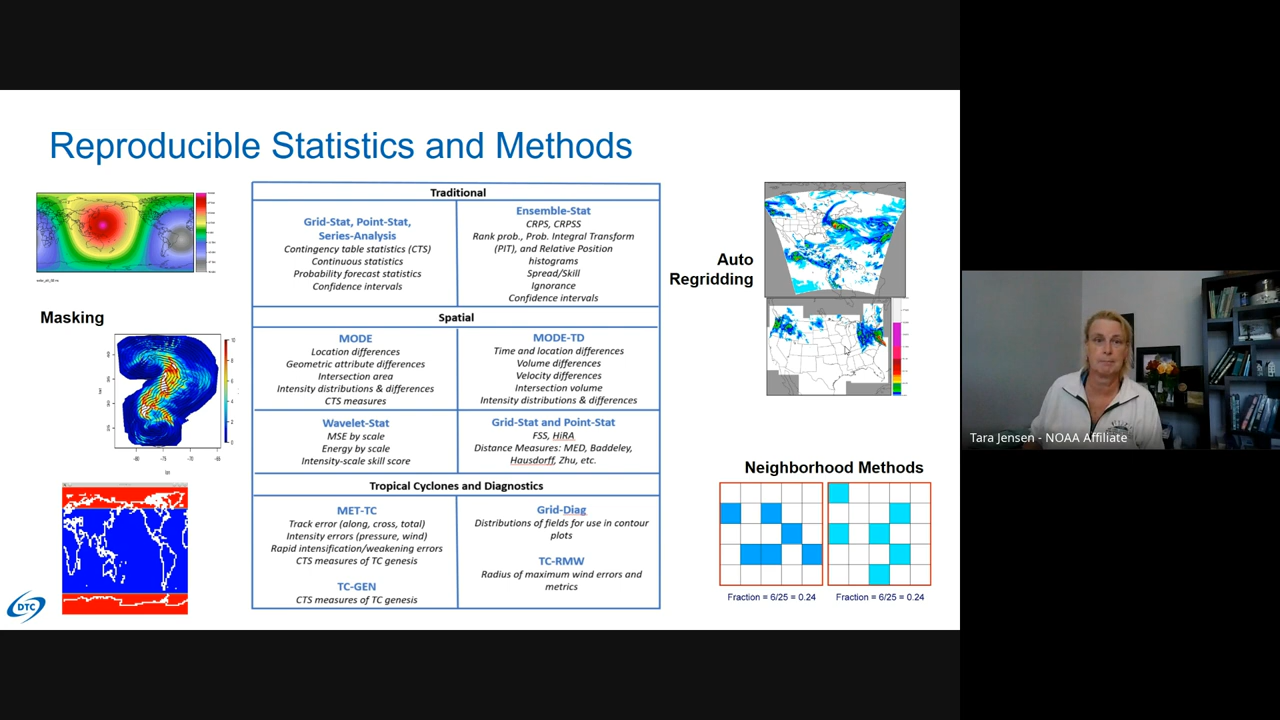 Reproducible Statistics and Methods
Masking
Traditional
Grid-Stat, Point-Stat,
Series-Analysis
Contingency table statistics (CTS)
Continuous statistics
Probability forecast statistics
Confidence intervals
Ensemble-Stat
CRPS, CRPSS
Rank prob., Prob. Integral Transform
(PIT), and Relative Position
histograms
Spread/Skill
Ignorance
Confidence intervals
Spatial
MODE
Location differences
Geometric attribute differences
Intersection area
Intensity distributions & differences
CTS measures
MODE-TD
Time and location differences
Volume differences
Velocity differences
Intersection volume
Intensity distributions & differences
Wavelet-Stat
MSE by scale
Energy by scale
Intensity-scale skill score
Grid-Stat and Point-Stat
FSS, HiRA
Distance Measures: MED, Baddeley,
Hausdorff, Zhu, etc.
Tropical Cyclones and Diagnostics
MET-TC
Track error (along, cross, total)
Intensity errors (pressure, wind)
Rapid intensification/weakening errors
CTS measures of TC genesis
TC-GEN
CTS measures of TC genesis
Grid-Diag
Distributions of fields for use in contour
plots
TC-RMW
Radius of maximum wind errors and
metrics
Auto
Regridding
Neighborhood Methods
Fraction = 6/25 = 0.24
Fraction = 6/25 = 0.24
DTC
Tara Jensen - NOAA Affiliate